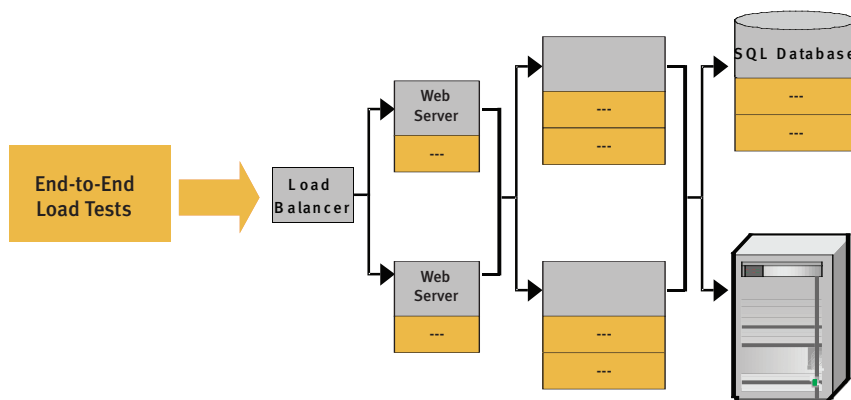 End-to-End
Load Tests
Load
Balancer
Web
Server
---
Web
Server
---
---
---
---
---
SQL Database
---
---